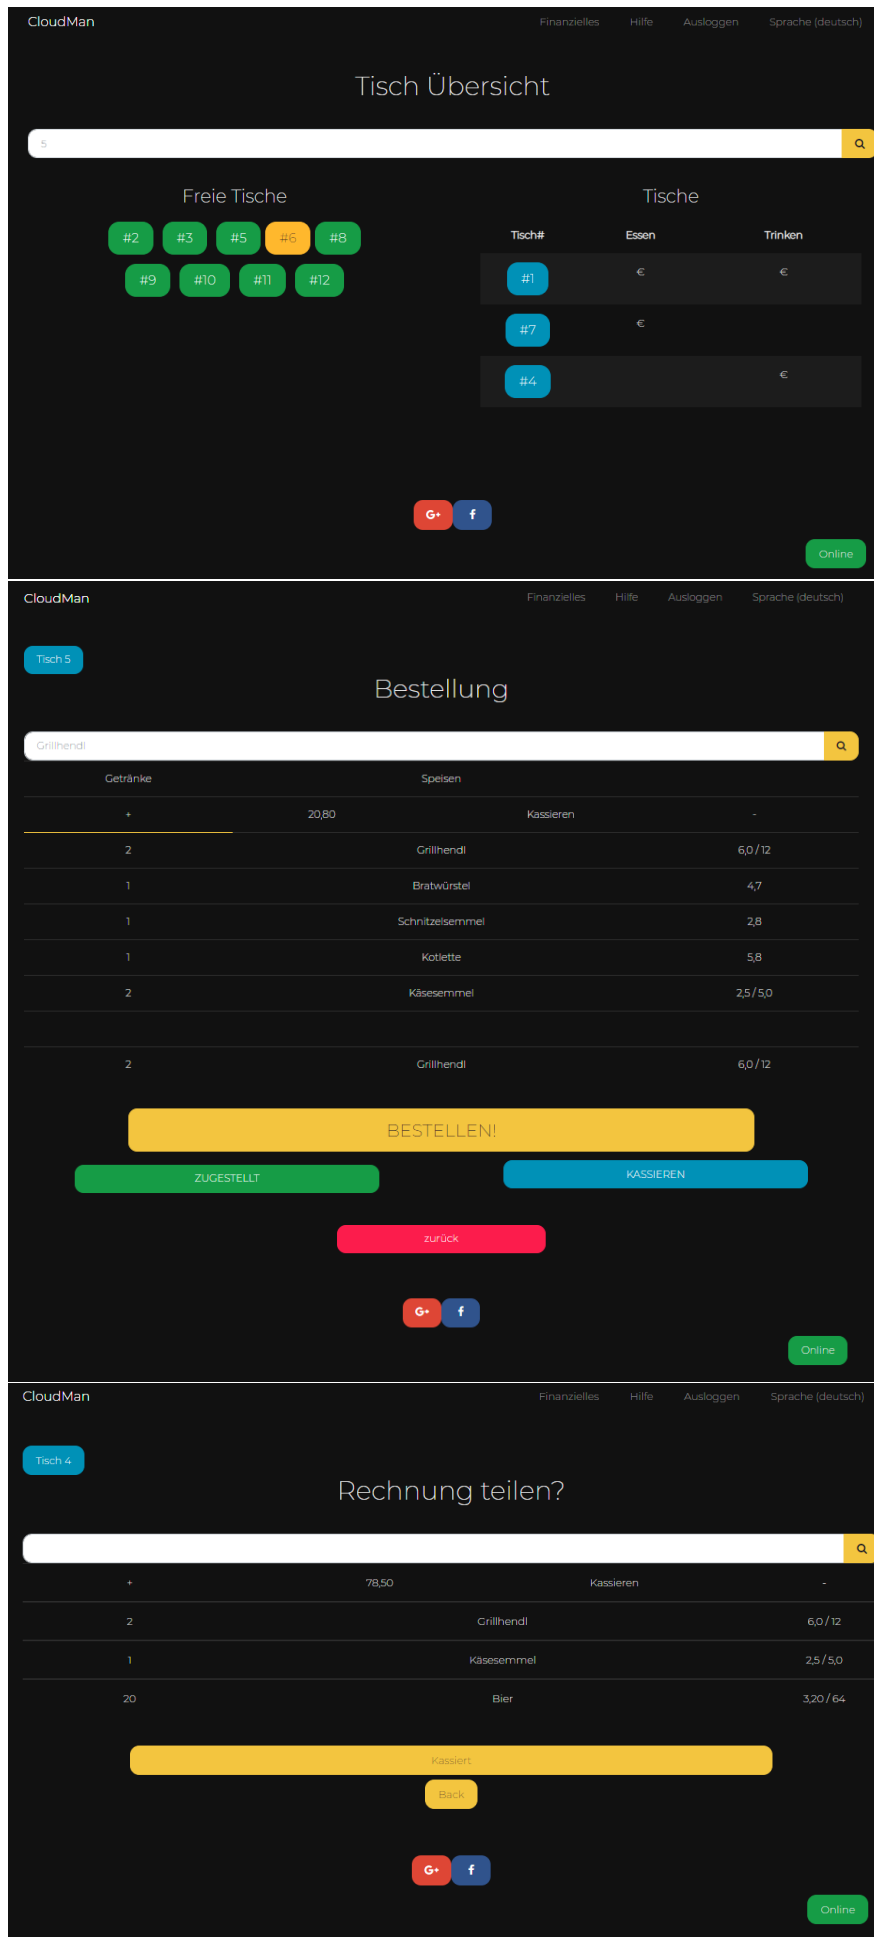 CloudMan Finanzielles Hilfe Ausloggen Sprache (deutsch)
Tisch Übersicht
5
Freie Tische
#2 #3 #5 #6 #8
#9 #10 #11 #12
Tische
Tisch# Essen Trinken
#1 € €
#7 €
#4 €
G+ f
Online
CloudMan Finanzielles Hilfe Ausloggen Sprache (deutsch)
Tisch 5
Bestellung
Grillhendl
Getränke Speisen
+ 20,80 Kassieren -
2 Grillhendl 6,0 / 12
1 Bratwürstel 4,7
1 Schnitzelsemmel 2,8
1 Kotlette 5,8
2 Käsesemmel 2,5 / 5,0
2 Grillhendl 6,0 / 12
BESTELLEN!
ZUGESTELLT KASSIEREN
zurück
G+ f
Online
CloudMan Finanzielles Hilfe Ausloggen Sprache (deutsch)
Tisch 4
Rechnung teilen?
+ 78,50 Kassieren -
2 Grillhendl 6,0 / 12
1 Käsesemmel 2,5 / 5,0
20 Bier 3,20 / 64
Kassiert
Back
G+ f
Online